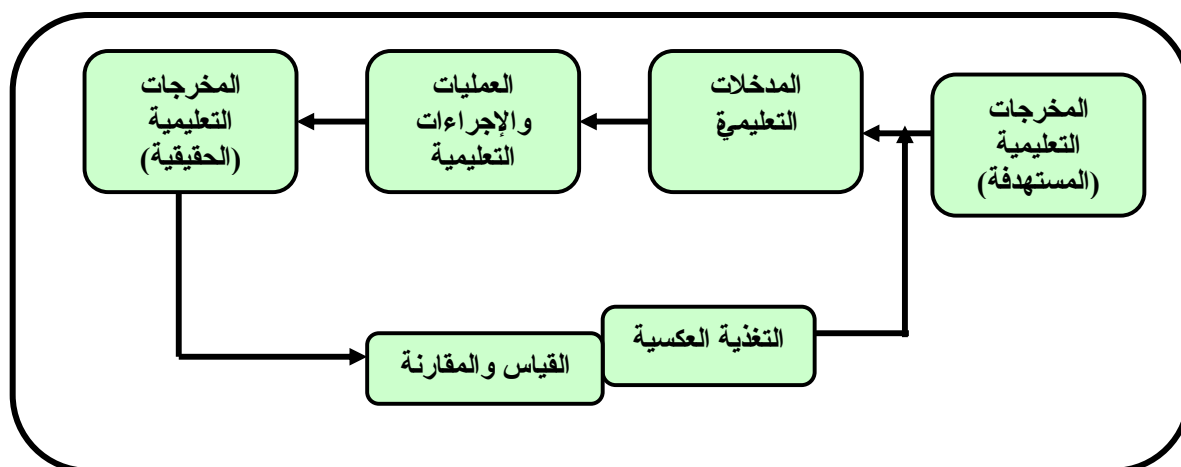 المخرجات
التعليمية
(المستهدفة)
المدخلات
التعليمية
العمليات
والإجراءات
التعليمية
المخرجات
التعليمية
(الحقيقية)
القياس والمقارنة
التغذية العكسية